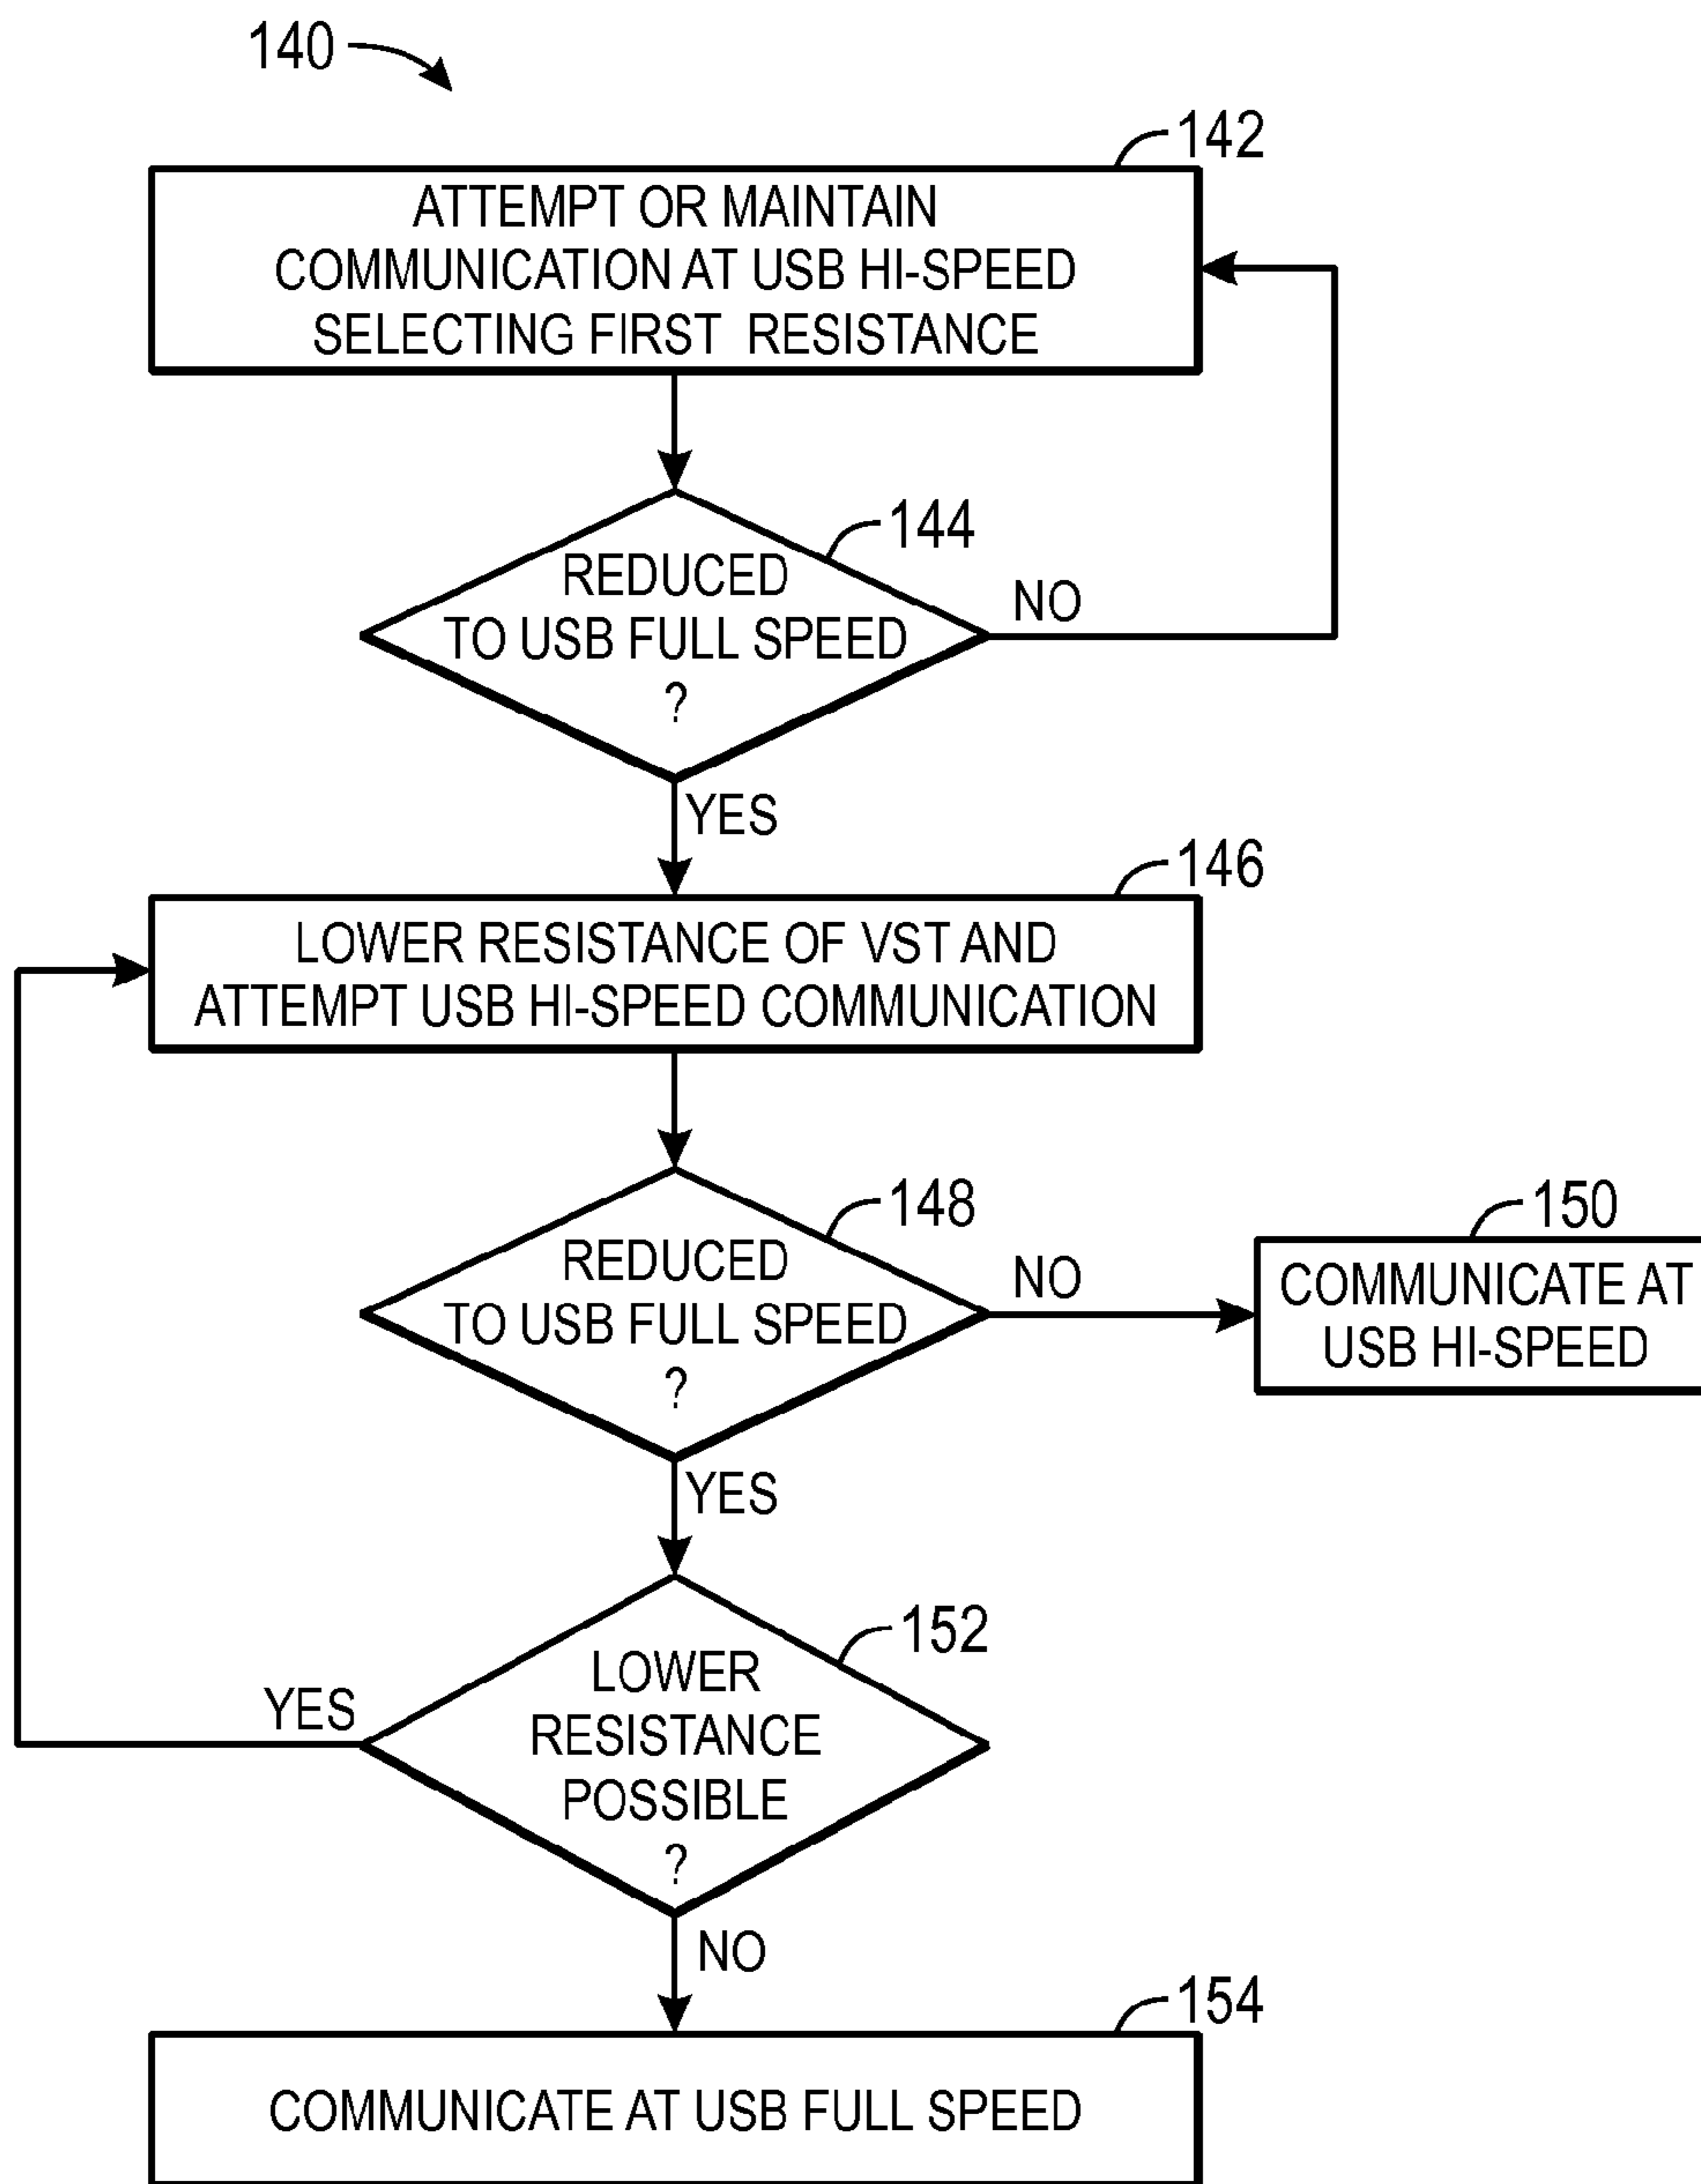 140
142
ATTEMPT OR MAINTAIN
COMMUNICATION AT USB HI-SPEED
SELECTING FIRST RESISTANCE
144
REDUCED
TO USB FULL SPEED
?
NO
YES
146
LOWER RESISTANCE OF VST AND
ATTEMPT USB HI-SPEED COMMUNICATION
148
REDUCED
TO USB FULL SPEED
?
NO
150
COMMUNICATE AT
USB HI-SPEED
YES
152
LOWER
RESISTANCE
POSSIBLE
?
YES
NO
154
COMMUNICATE AT USB FULL SPEED